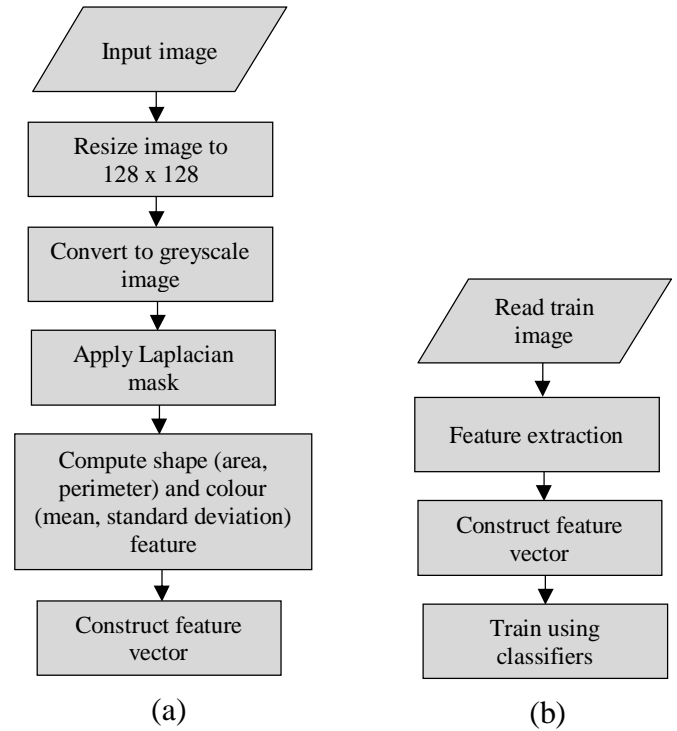 Input image
Resize image to
128 x 128
Convert to greyscale
image
Apply Laplacian
mask
Compute shape (area,
perimeter) and colour
(mean, standard deviation)
feature
Construct feature
vector
(a)
Read train
image
Feature extraction
Construct feature
vector
Train using
classifiers
(b)